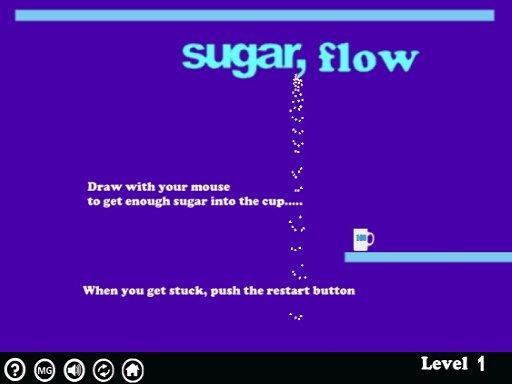 sugar, flow
Draw with your mouse
to get enough sugar into the cup.....
100
When you get stuck, push the restart button
? MG
Level 1